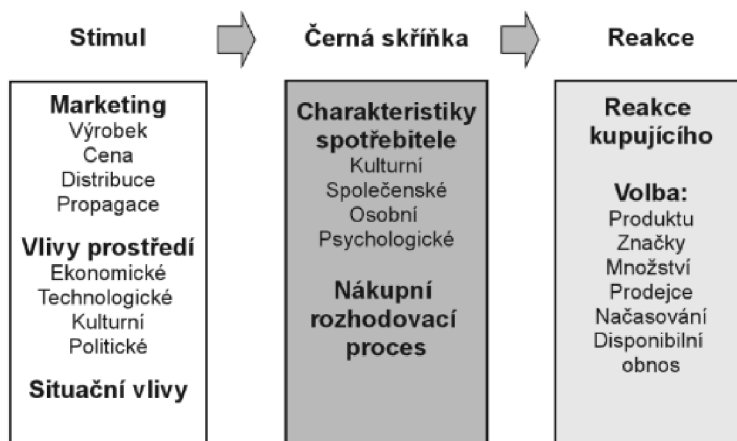 Stimul
Černá skříňka
Reakce
Marketing
Výrobek
Cena
Distribuce
Propagace
Vlivy prostředí
Ekonomické
Technologické
Kulturní
Politické
Situační vlivy
Charakteristiky
spotřebitele
Kulturní
Společenské
Osobní
Psychologické
Nákupní
rozhodovací
proces
Reakce
kupujícího
Volba:
Produktu
Značky
Množství
Prodejce
Načasování
Disponibilní
obnos